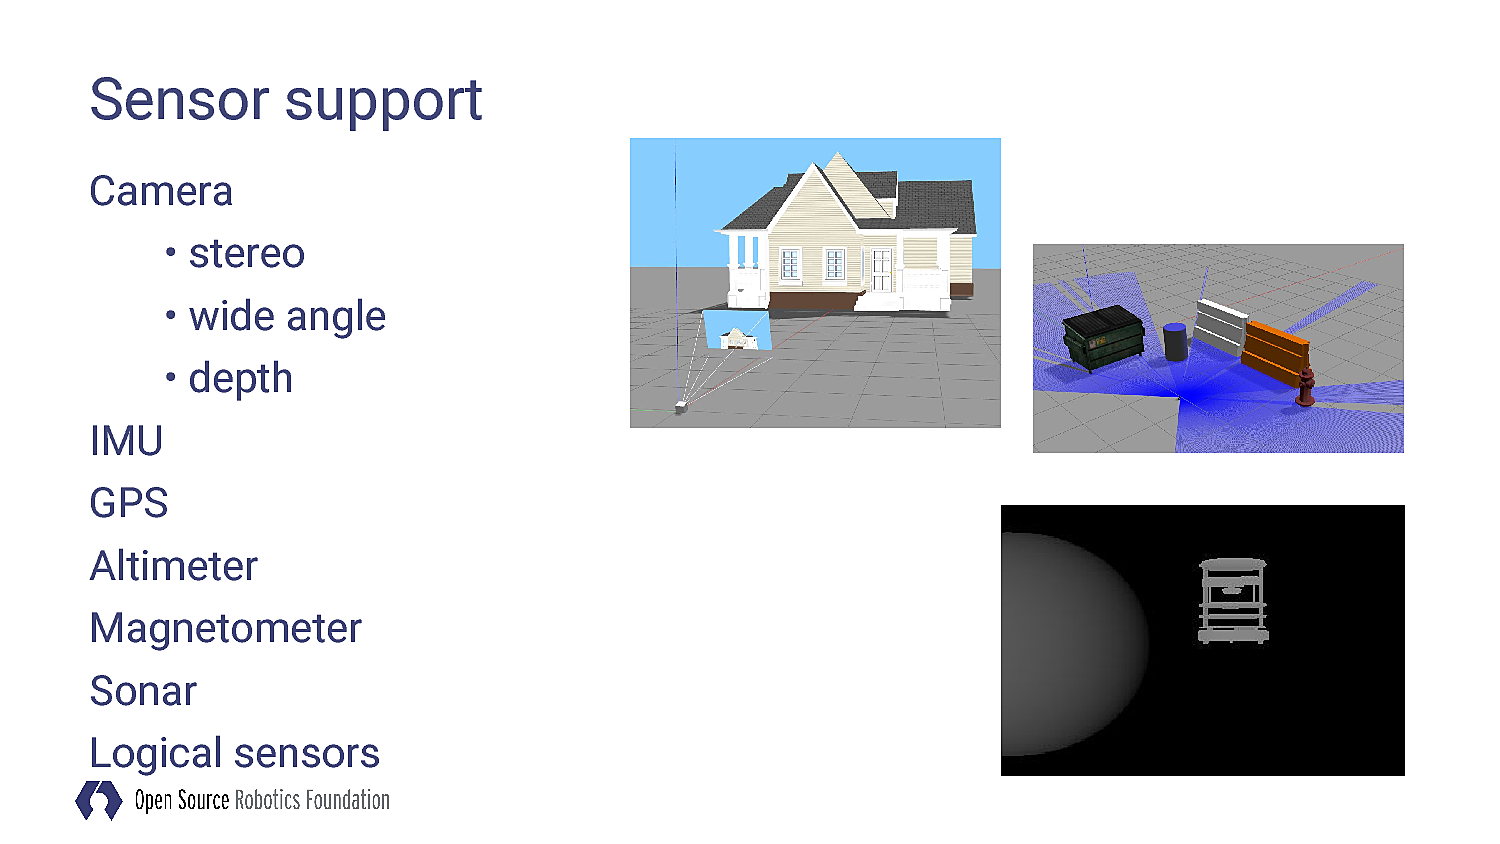 Sensor support
Camera
• stereo
• wide angle
• depth
IMU
GPS
Altimeter
Magnetometer
Sonar
Logical sensors
Open Source Robotics Foundation